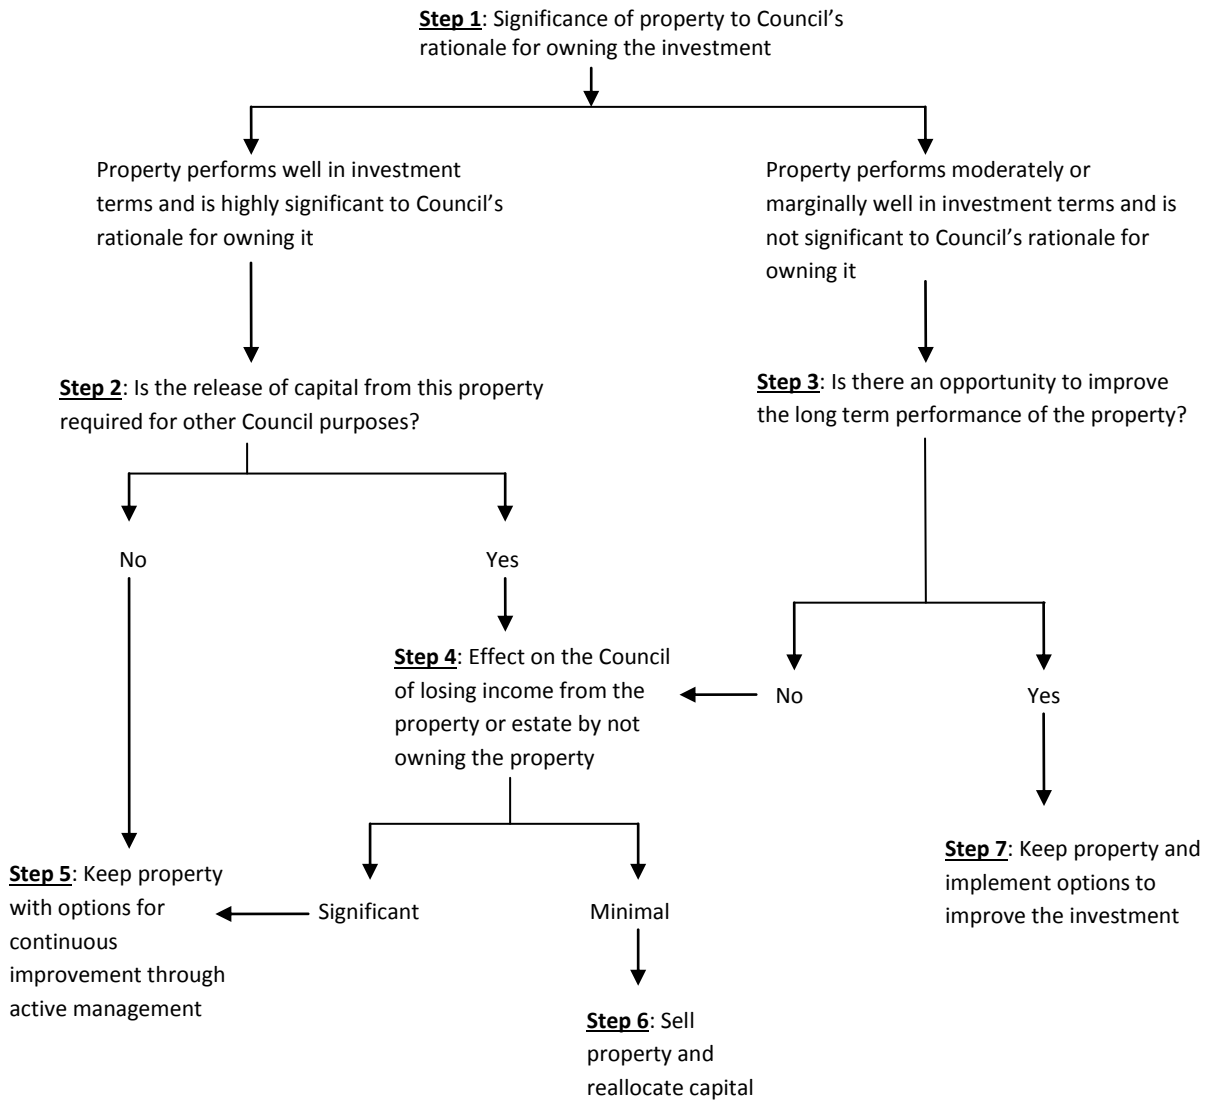 Step 1: Significance of property to Council’s
rationale for owning the investment
Property performs well in investment
terms and is highly significant to Council’s
rationale for owning it
Property performs moderately or
marginally well in investment terms and is
not significant to Council’s rationale for
owning it
Step 2: Is the release of capital from this property
required for other Council purposes?
Step 3: Is there an opportunity to improve
the long term performance of the property?
No
Yes
Step 4: Effect on the Council
of losing income from the
property or estate by not
owning the property
No
Yes
Step 5: Keep property
with options for
continuous
improvement through
active management
Significant
Minimal
Step 7: Keep property and
implement options to
improve the investment
Step 6: Sell
property and
reallocate capital